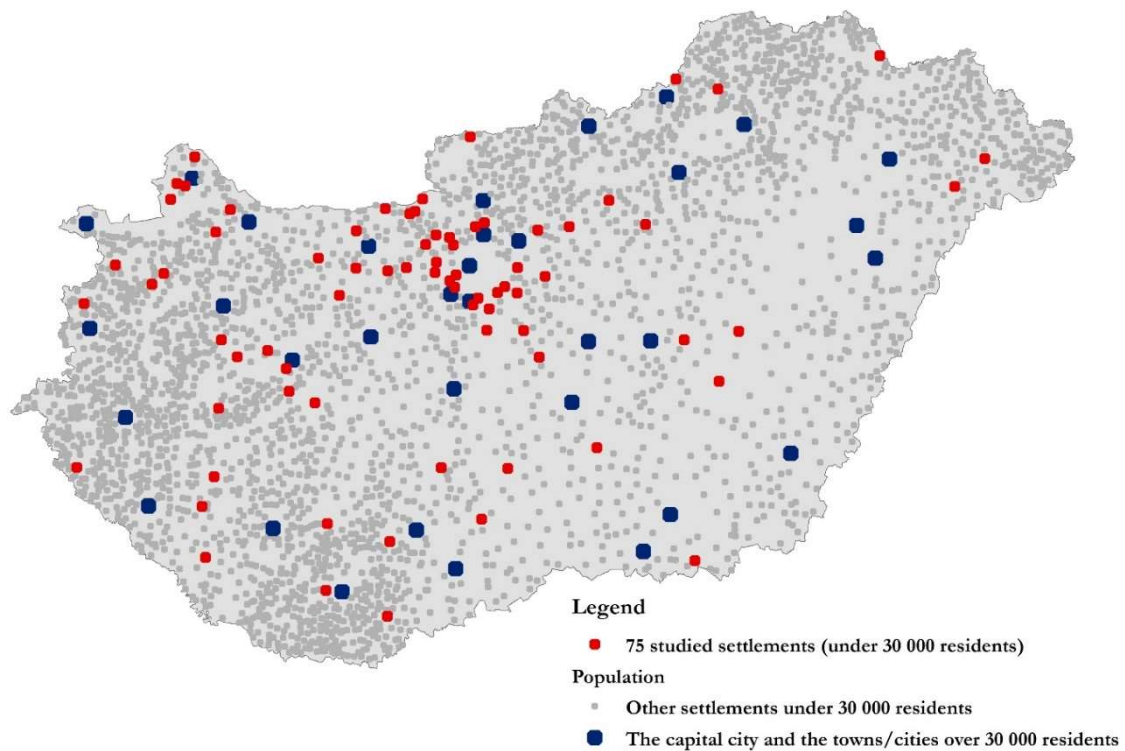 Legend
75 studied settlements (under 30 000 residents)
Population
Other settlements under 30 000 residents
The capital city and the towns/cities over 30 000 residents